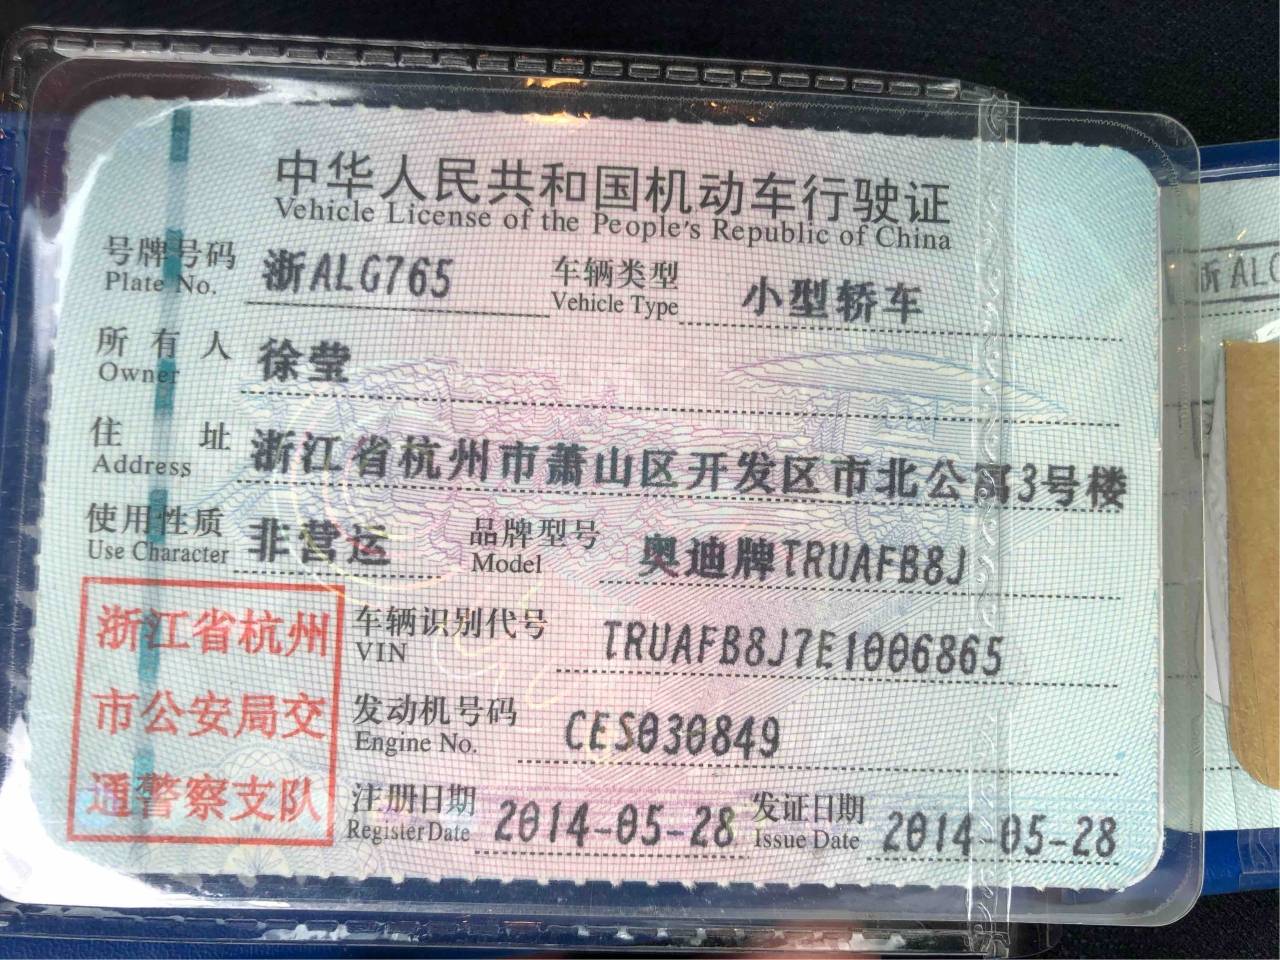 中华人民共和国机动车行驶证
Vehicle License of the People's Republic of China
号牌号码 浙ALG765 车辆类型 小型轿车
Plate No. Vehicle Type
所有人 徐莹
Owner
住址 浙江省杭州市萧山区开发区市北公寓3号楼
Address
使用性质 非营运 品牌型号 奥迪牌TRUAFB8J
Use Character Model
浙江省杭州
市公安局交
通警察支队
车辆识别代号 TRUAFB8J7E1006865
VIN
发动机号码 CES030849
Engine No.
注册日期 2014-05-28 发证日期 2014-05-28
Register Date Issue Date
浙ALG